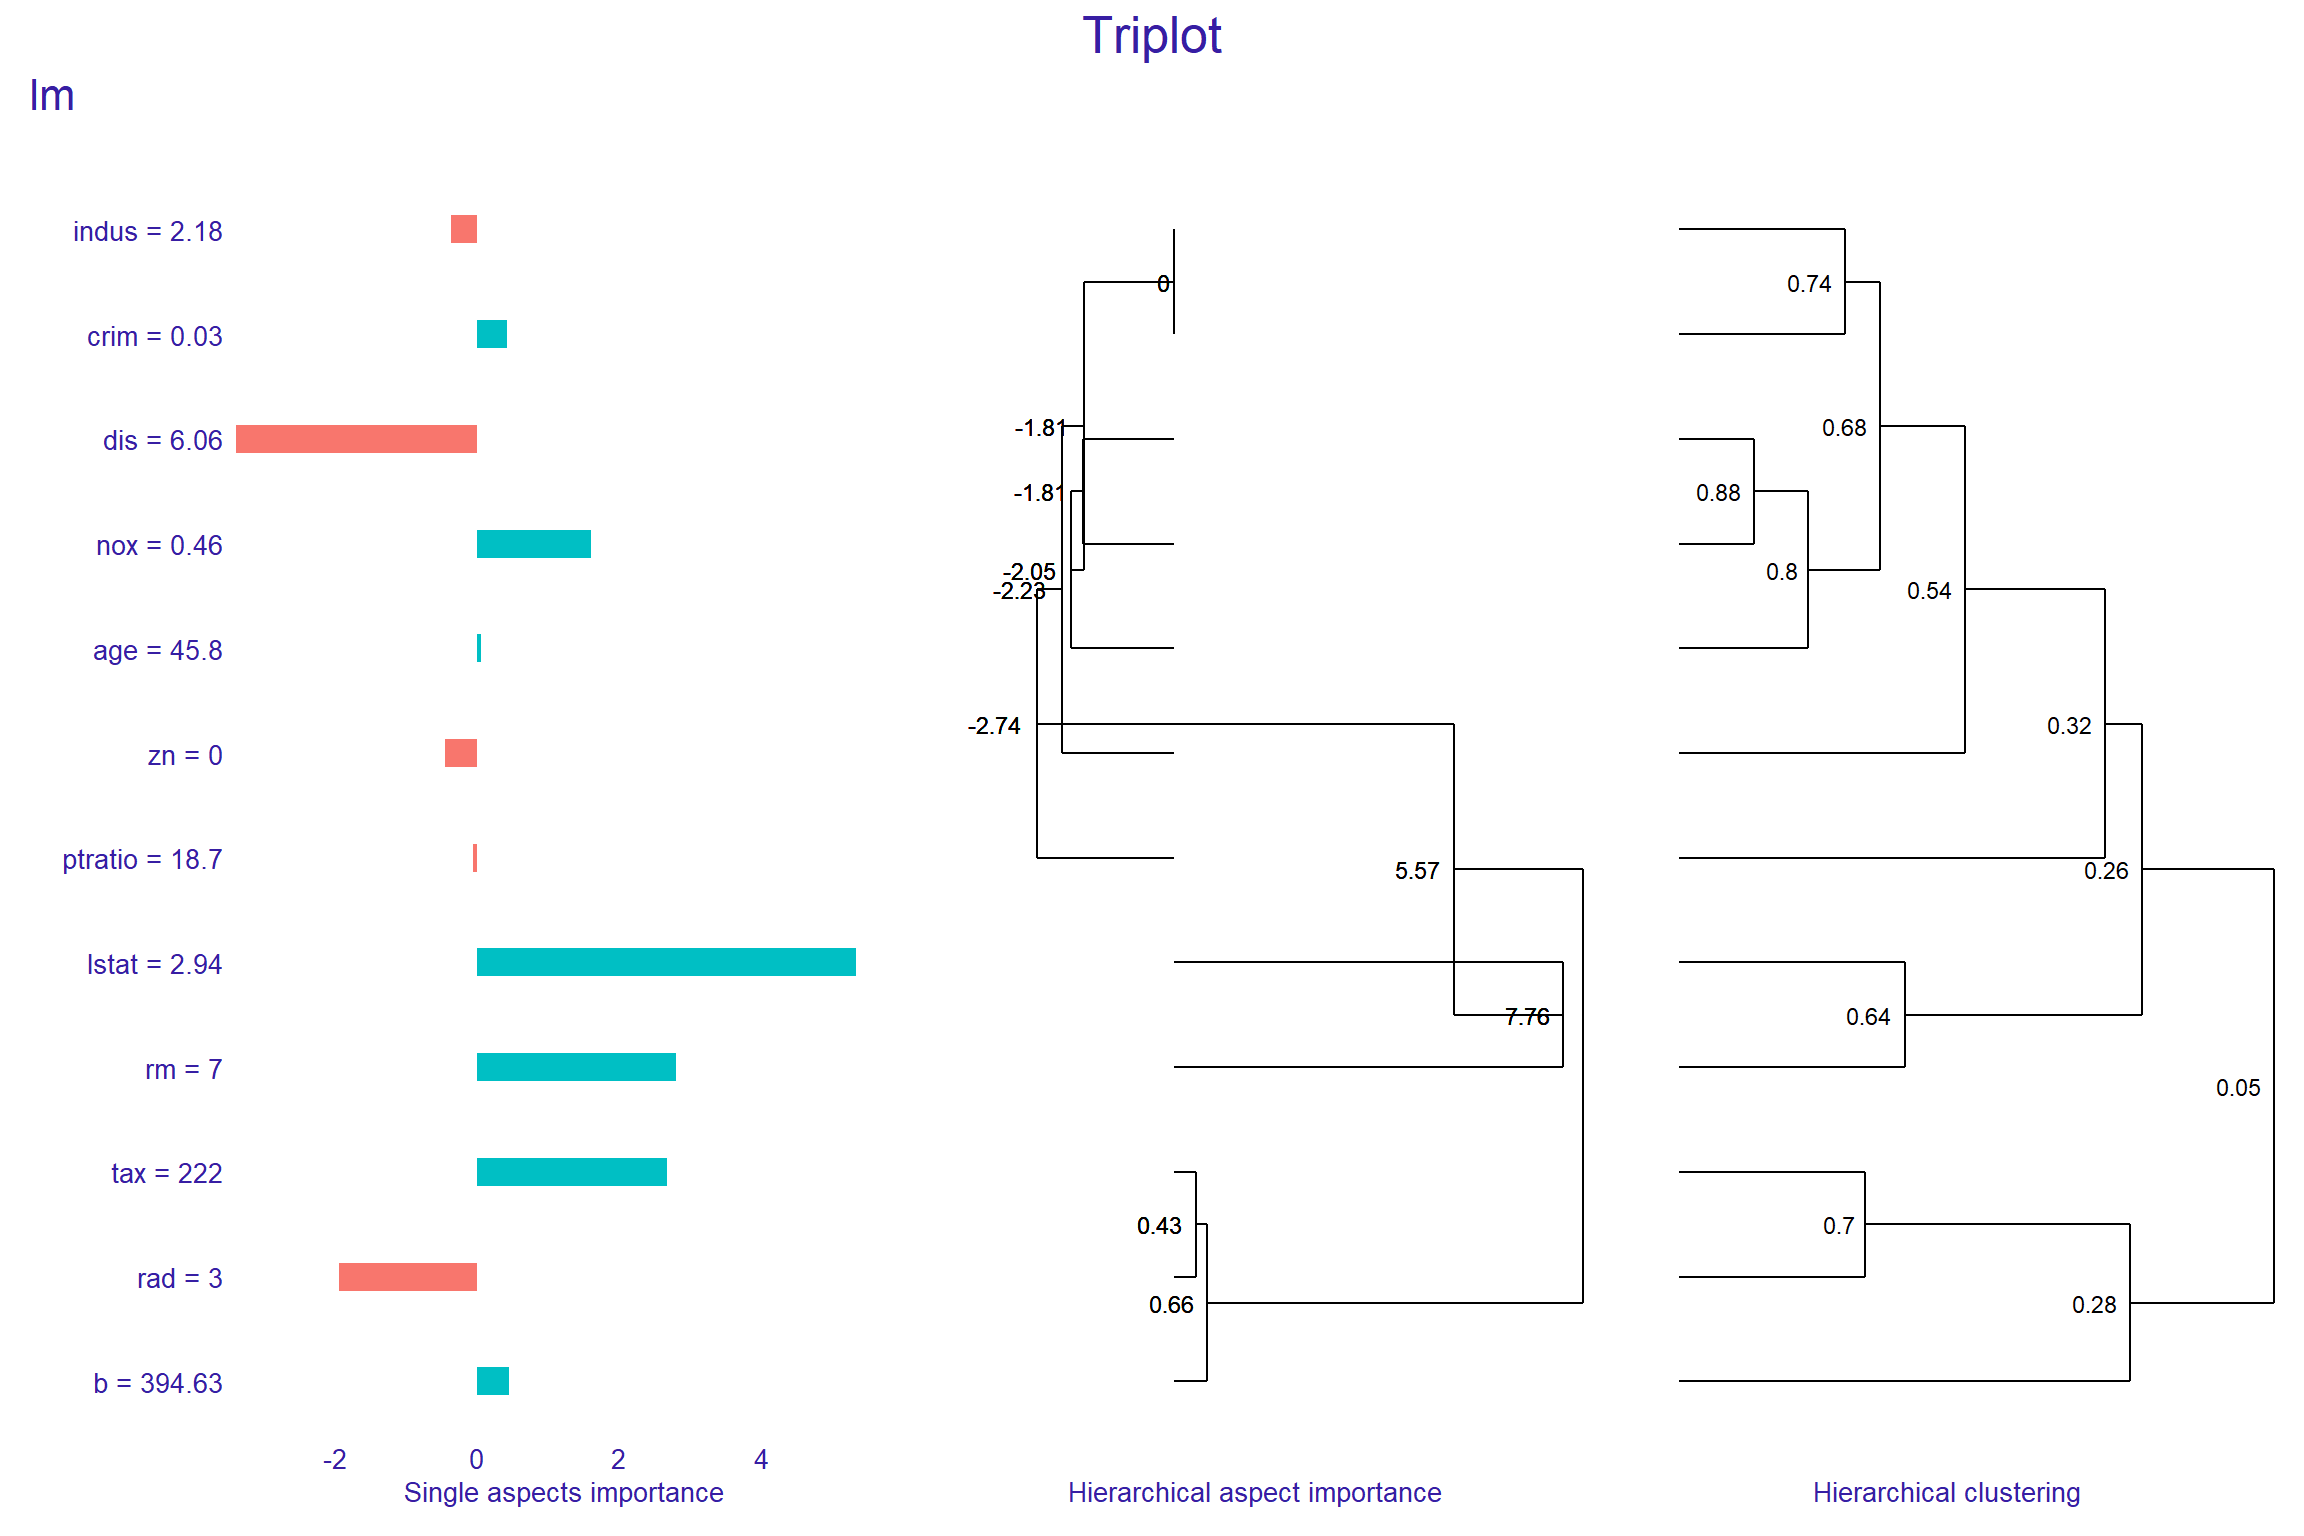 Triplot
lm
indus = 2.18
crim = 0.03
dis = 6.06
nox = 0.46
age = 45.8
zn = 0
ptratio = 18.7
lstat = 2.94
rm = 7
tax = 222
rad = 3
b = 394.63
-2 0 2 4
Single aspects importance
0
-1.81
-1.81
-2.05
-2.23
-2.74
5.57
7.76
0.43
0.66
Hierarchical aspect importance
0.74
0.68
0.88
0.8
0.54
0.32
0.26
0.64
0.05
0.7
0.28
Hierarchical clustering